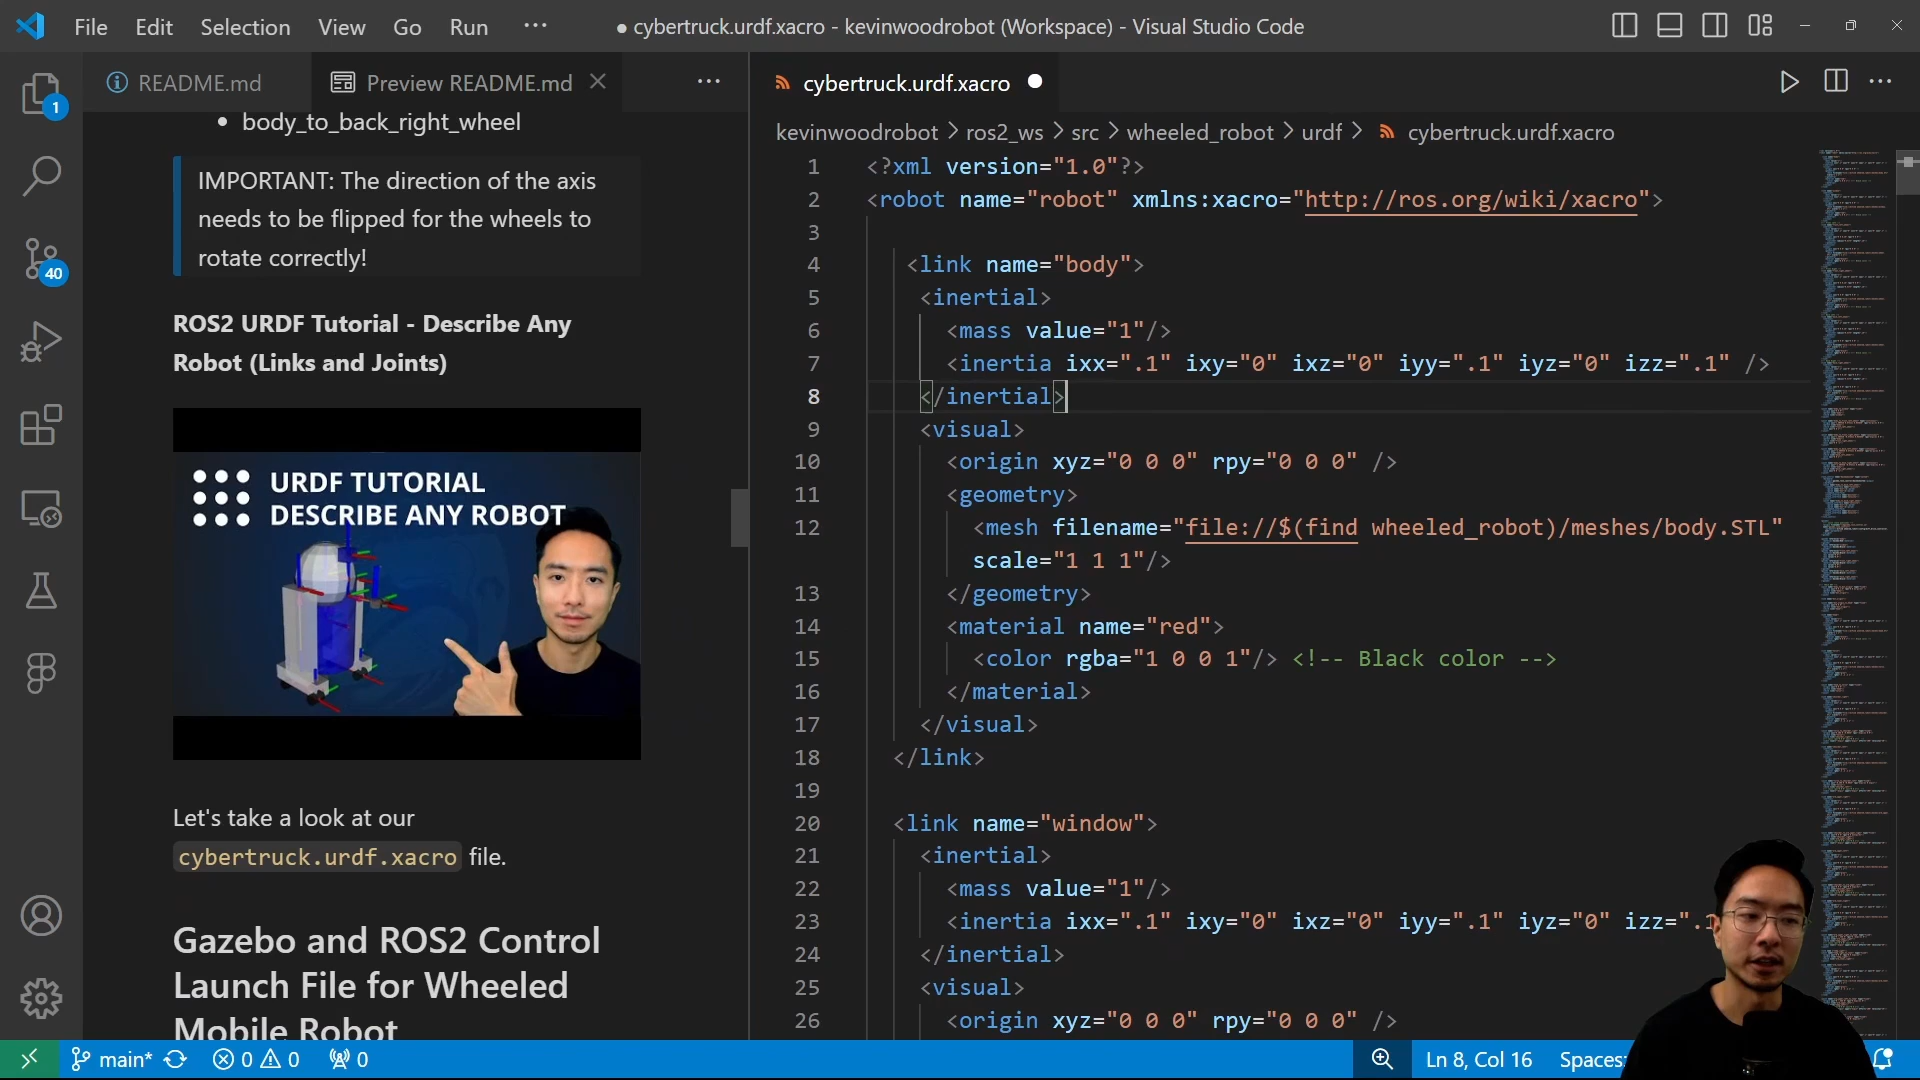 File Edit Selection View Go Run ···
● cybertruck.urdf.xacro - kevinwoodrobot (Workspace) - Visual Studio Code
README.md
Preview README.md
cybertruck.urdf.xacro
kevinwoodrobot > ros2_ws > src > wheeled_robot > urdf > cybertruck.urdf.xacro
1
40
• body_to_back_right_wheel
IMPORTANT: The direction of the axis
needs to be flipped for the wheels to
rotate correctly!
ROS2 URDF Tutorial - Describe Any
Robot (Links and Joints)
URDF TUTORIAL
DESCRIBE ANY ROBOT
Let's take a look at our
cybertruck.urdf.xacro file.
Gazebo and ROS2 Control
Launch File for Wheeled
Mobile Robot
1 <?xml version="1.0"?>
2 <robot name="robot" xmlns:xacro="http://ros.org/wiki/xacro">
3
4 <link name="body">
5 <inertial>
6 <mass value="1"/>
7 <inertia ixx=".1" ixy="0" ixz="0" iyy=".1" iyz="0" izz=".1" />
8 </inertial>
9 <visual>
10 <origin xyz="0 0 0" rpy="0 0 0" />
11 <geometry>
12 <mesh filename="file://$(find wheeled_robot)/meshes/body.STL"
scale="1 1 1"/>
13 </geometry>
14 <material name="red">
15 <color rgba="1 0 0 1"/> <!-- Black color -->
16 </material>
17 </visual>
18 </link>
19
20 <link name="window">
21 <inertial>
22 <mass value="1"/>
23 <inertia ixx=".1" ixy="0" ixz="0" iyy=".1" iyz="0" izz=".1
24 </inertial>
25 <visual>
26 <origin xyz="0 0 0" rpy="0 0 0" />
main* 0 0 0
Ln 8, Col 16 Spaces: